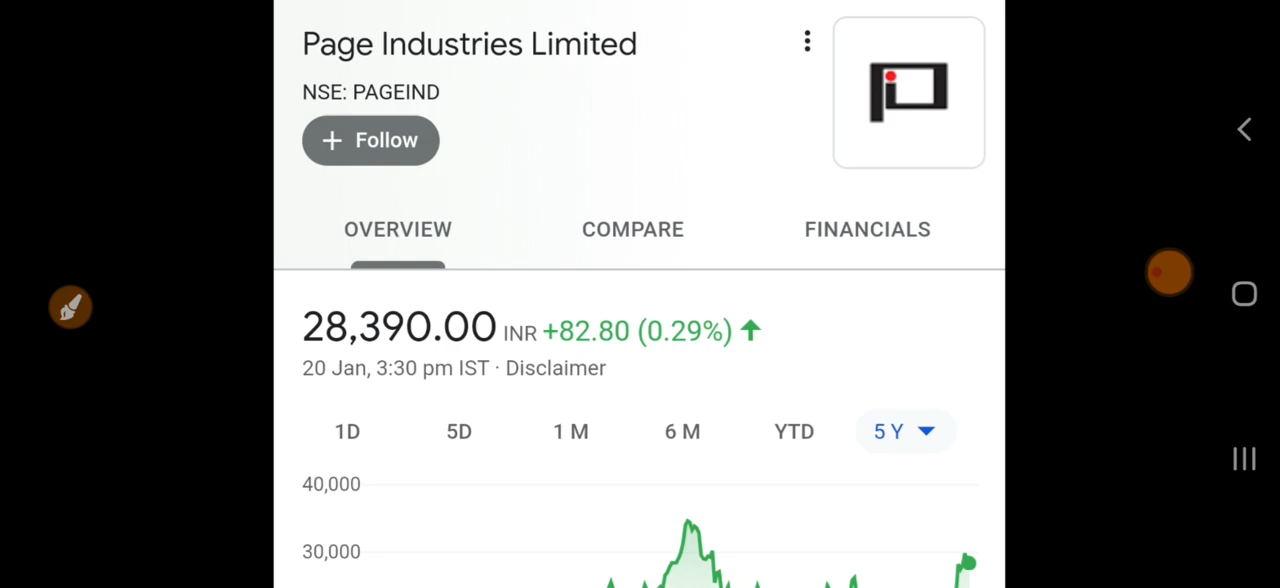 Page Industries Limited
NSE: PAGEIND
+ Follow
OVERVIEW COMPARE FINANCIALS
28,390.00 INR +82.80 (0.29%)
20 Jan, 3:30 pm IST · Disclaimer
1D 5D 1 M 6 M YTD 5 Y
40,000
30,000